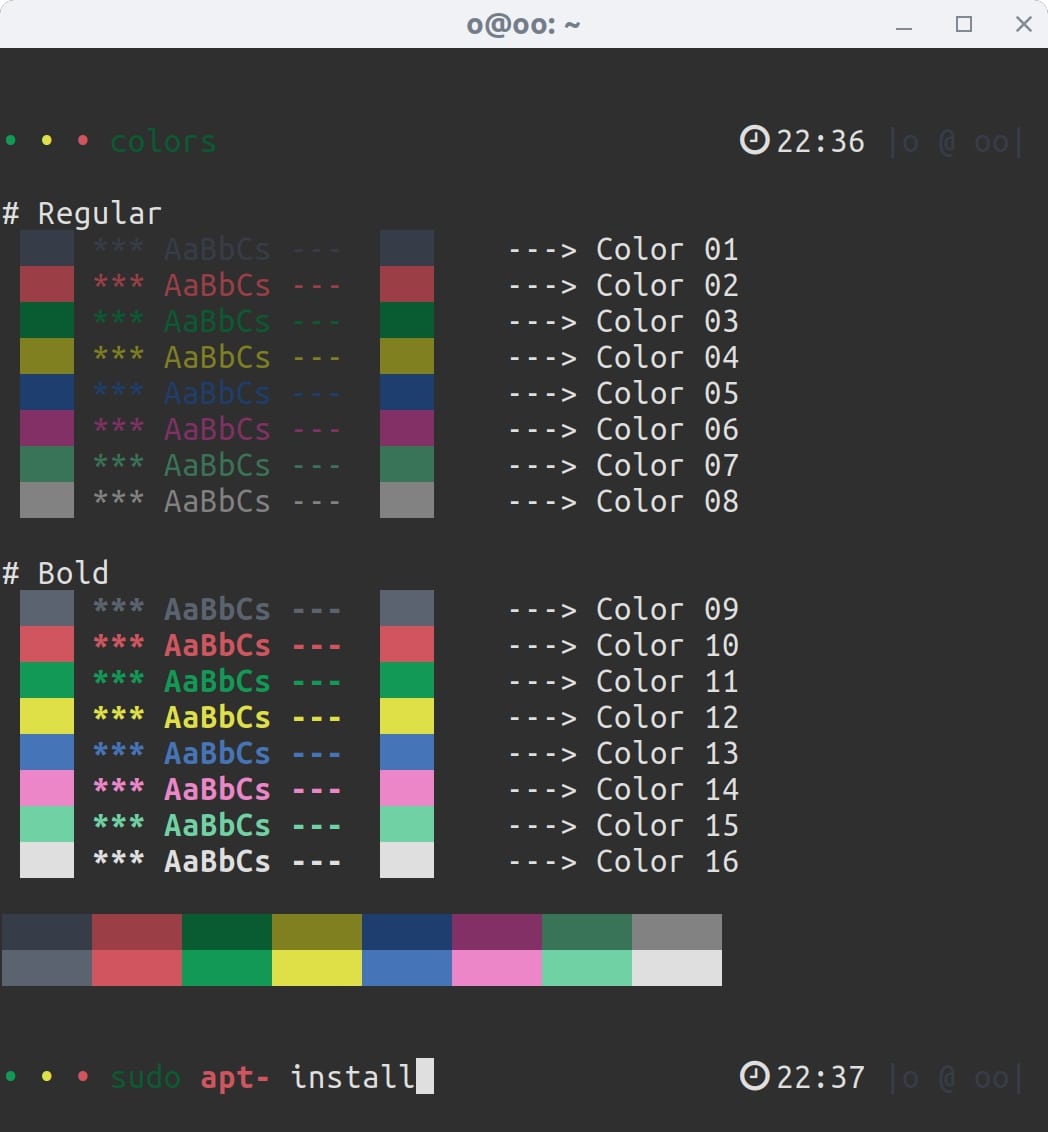 o@oo: ~
• • • colors 22:36 |o @ oo|
# Regular
*** AaBbCs --- ---> Color 01
*** AaBbCs --- ---> Color 02
*** AaBbCs --- ---> Color 03
*** AaBbCs --- ---> Color 04
*** AaBbCs --- ---> Color 05
*** AaBbCs --- ---> Color 06
*** AaBbCs --- ---> Color 07
*** AaBbCs --- ---> Color 08
# Bold
*** AaBbCs --- ---> Color 09
*** AaBbCs --- ---> Color 10
*** AaBbCs --- ---> Color 11
*** AaBbCs --- ---> Color 12
*** AaBbCs --- ---> Color 13
*** AaBbCs --- ---> Color 14
*** AaBbCs --- ---> Color 15
*** AaBbCs --- ---> Color 16
• • • sudo apt- install 22:37 |o @ oo|